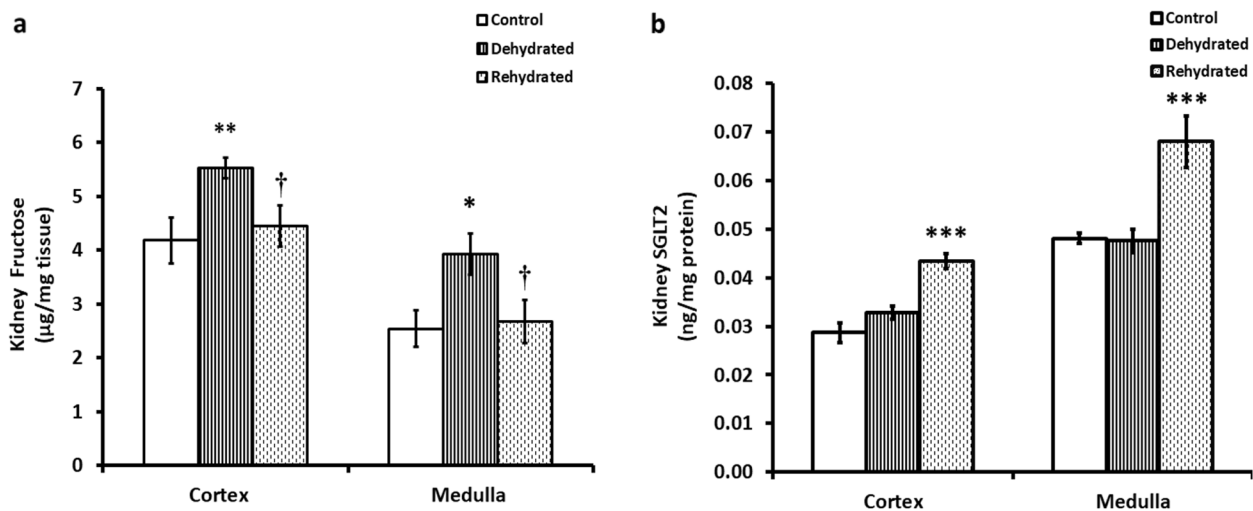 a
Control
Dehydrated
Rehydrated
7
6
5
4
3
2
1
0
Kidney Fructose
(µg/mg tissue)
**
†
*
†
Cortex
Medulla
b
Control
Dehydrated
Rehydrated
0.08
0.07
0.06
0.05
0.04
0.03
0.02
0.01
0.00
Kidney SGLT2
(ng/mg protein)
***
***
Cortex
Medulla